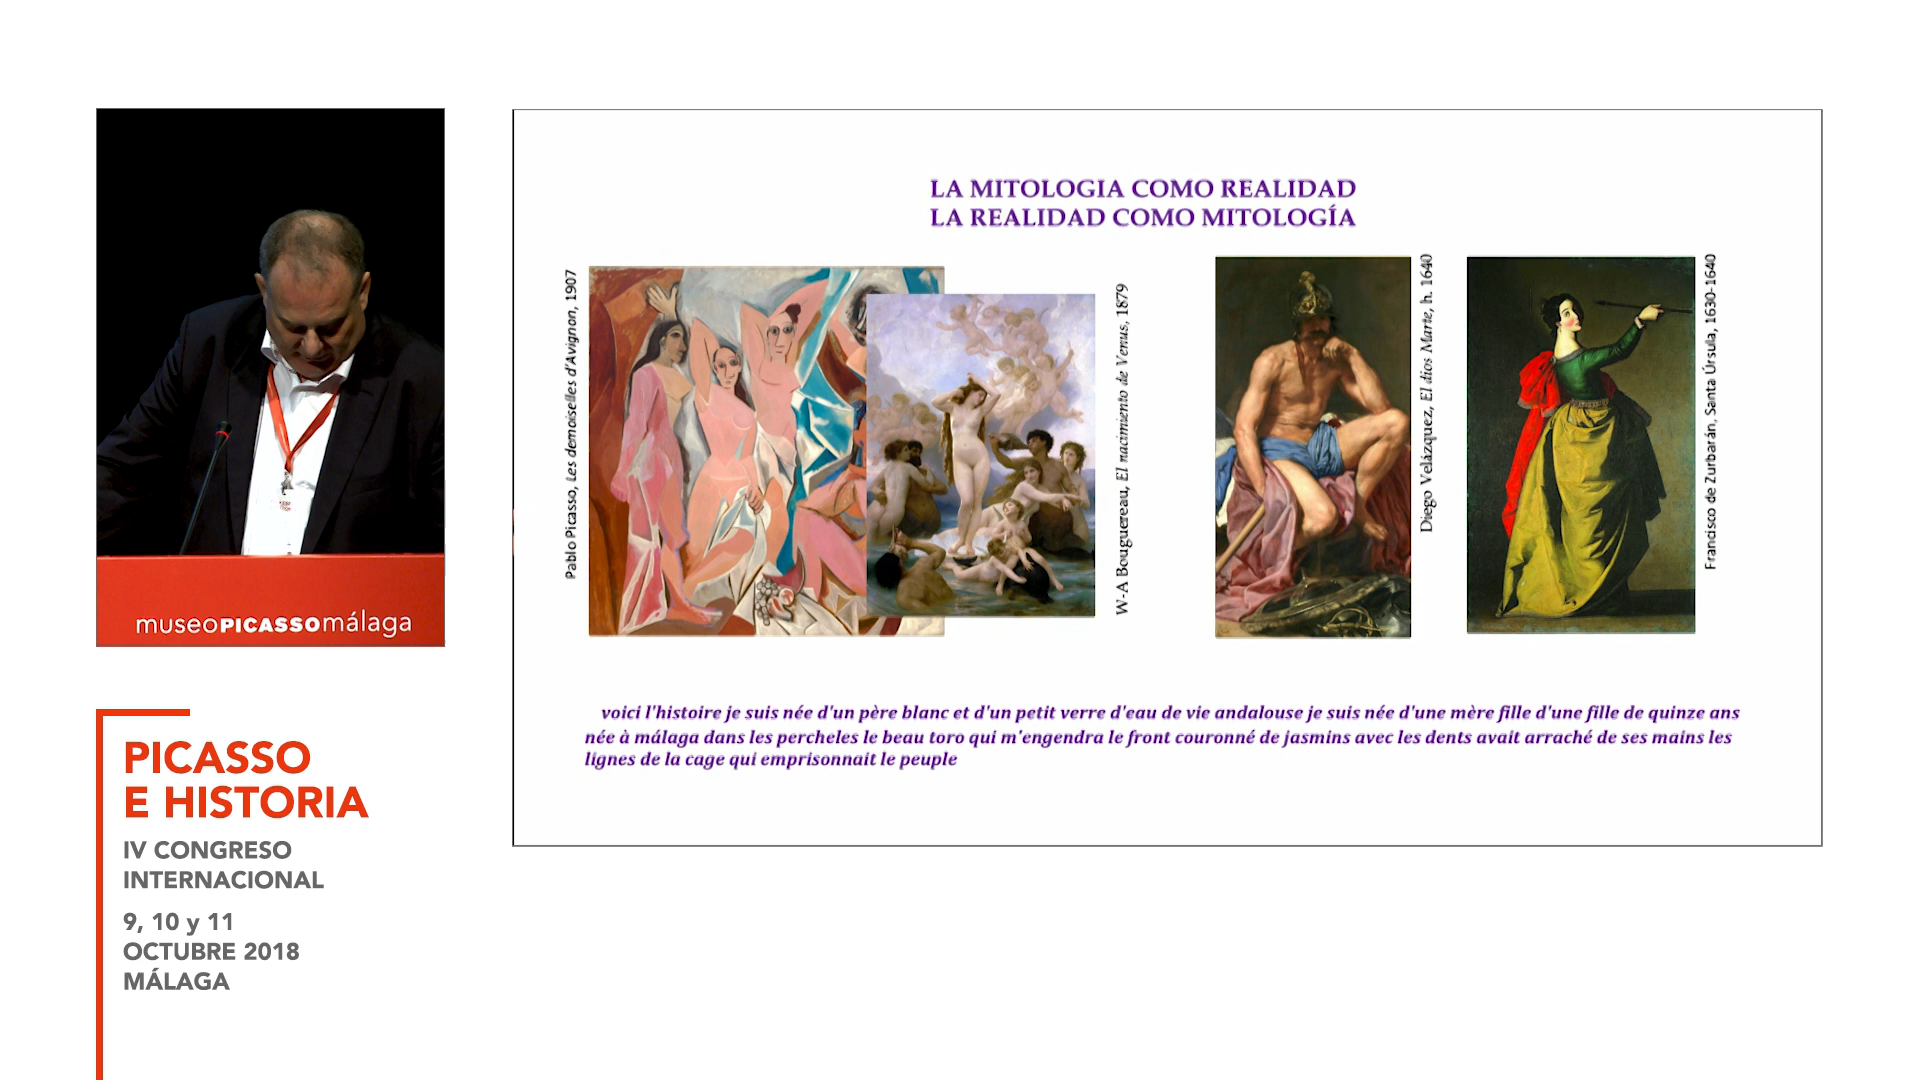 LA MITOLOGIA COMO REALIDAD
LA REALIDAD COMO MITOLOGÍA
Pablo Picasso, Les demoiselles d'Avignon, 1907
W-A Bouguereau, El nacimiento de Venus, 1879
Diego Velázquez, El dios Marte, h. 1640
Francisco de Zurbarán, Santa Úrsula, 1630-1640
voici l'histoire je suis née d'un père blanc et d'un petit verre d'eau de vie andalouse je suis née d'une mère fille d'une fille de quinze ans
née à málaga dans les percheles le beau toro qui m'engendra le front couronné de jasmins avec les dents avait arraché de ses mains les
lignes de la cage qui emprisonnait le peuple
museoPICASSOmálaga
PICASSO
E HISTORIA
IV CONGRESO
INTERNACIONAL
9, 10 y 11
OCTUBRE 2018
MÁLAGA